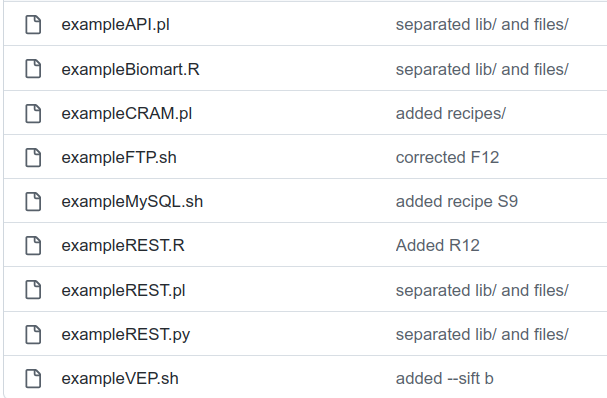 exampleAPI.pl separated lib/ and files/
exampleBiomart.R separated lib/ and files/
exampleCRAM.pl added recipes/
exampleFTP.sh corrected F12
exampleMySQL.sh added recipe S9
exampleREST.R Added R12
exampleREST.pl separated lib/ and files/
exampleREST.py separated lib/ and files/
exampleVEP.sh added --sift b